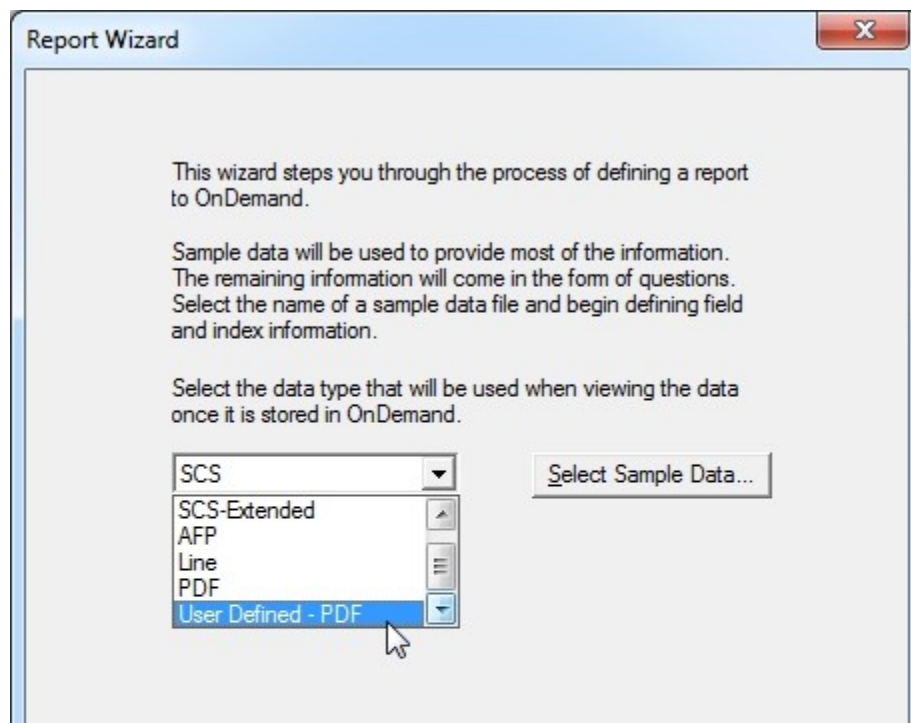 Report Wizard
This wizard steps you through the process of defining a report
to OnDemand.
Sample data will be used to provide most of the information.
The remaining information will come in the form of questions.
Select the name of a sample data file and begin defining field
and index information.
Select the data type that will be used when viewing the data
once it is stored in OnDemand.
SCS
Select Sample Data...
SCS-Extended
AFP
Line
PDF
User Defined - PDF